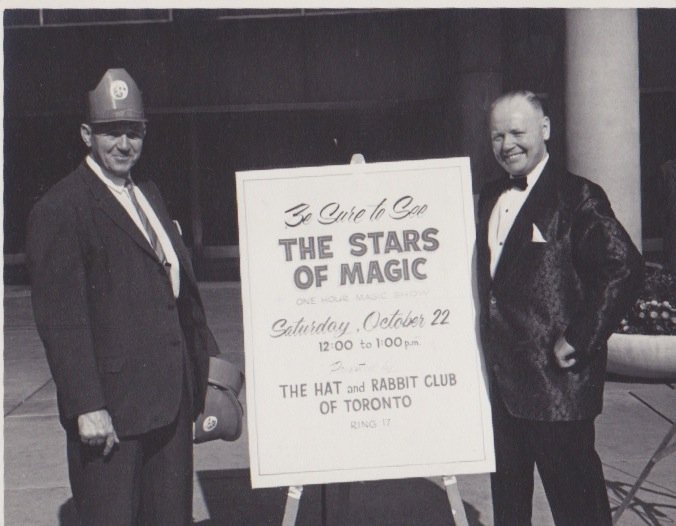 Be Sure to See
THE STARS
OF MAGIC
ONE HOUR MAGIC SHOW
Saturday, October 22
12:00 to 1:00 p.m.
THE HAT and RABBIT CLUB
OF TORONTO
RING 17